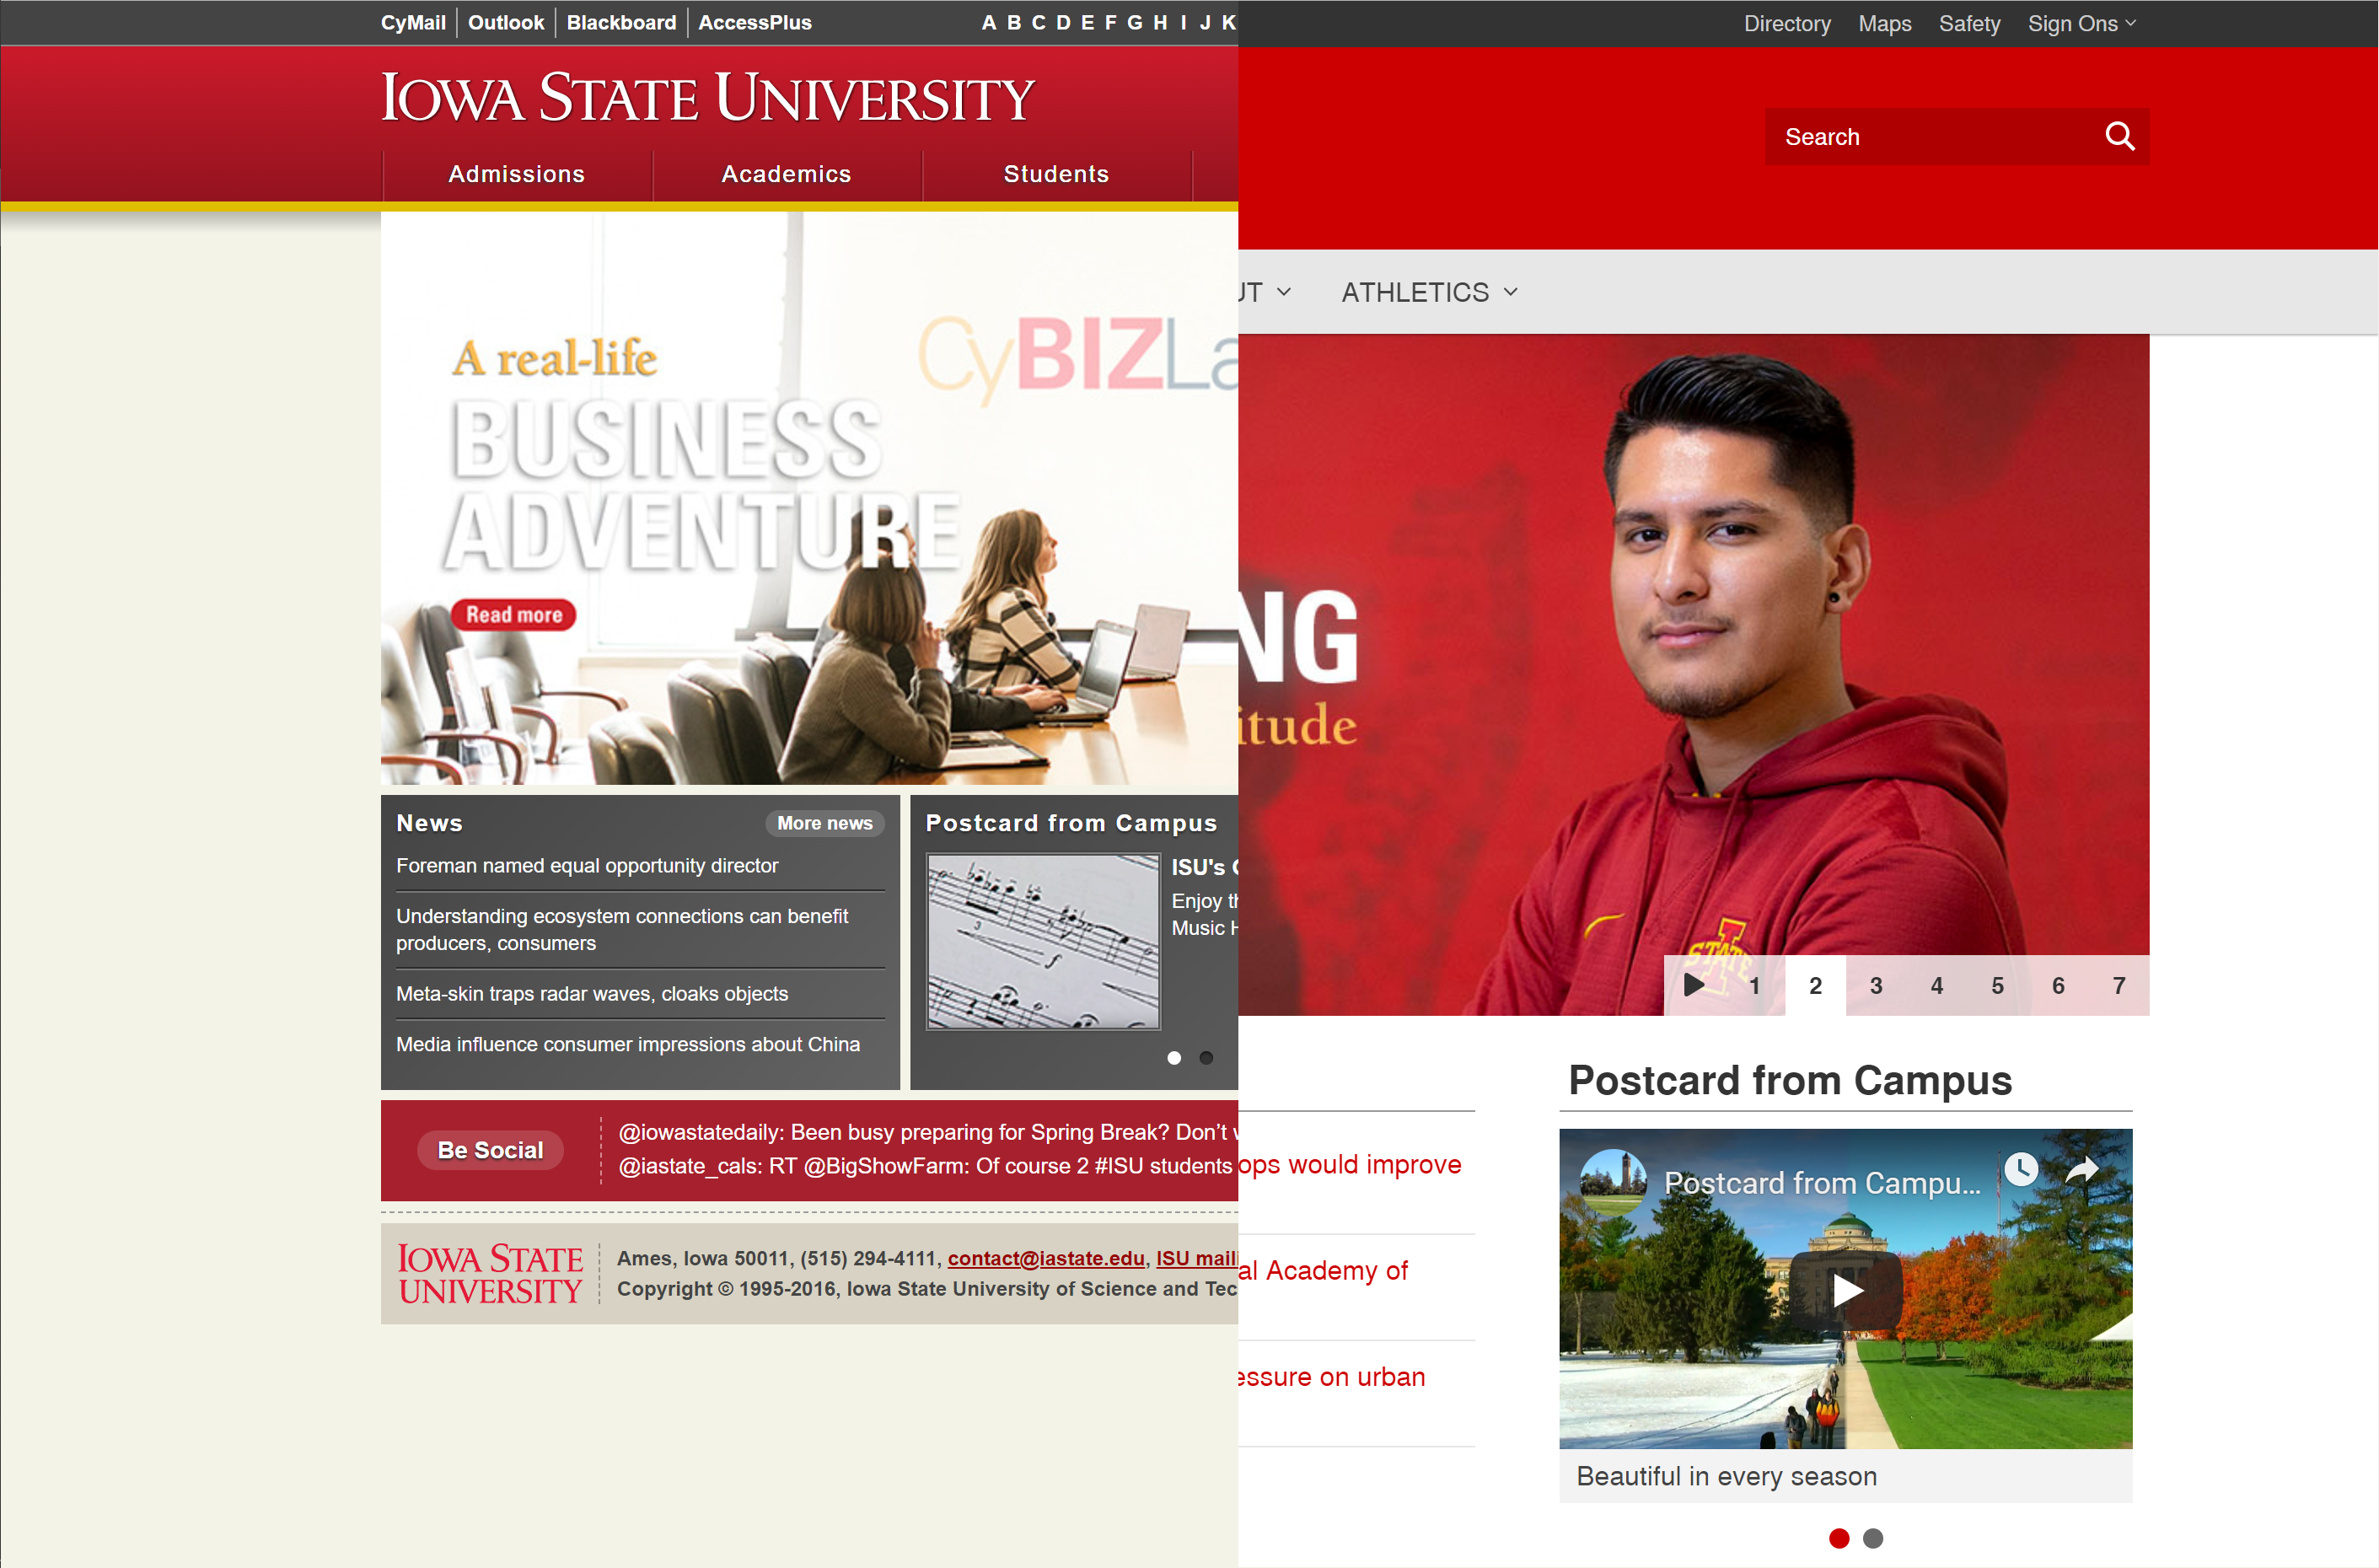 CyMail Outlook Blackboard AccessPlus
A B C D E F G H I J K
IOWA STATE UNIVERSITY
Admissions Academics Students
A real-life
BUSINESS
ADVENTURE
Read more
CyBIZLa
News
More news
Foreman named equal opportunity director
Understanding ecosystem connections can benefit
producers, consumers
Meta-skin traps radar waves, cloaks objects
Media influence consumer impressions about China
Postcard from Campus
ISU's
Enjoy
Music
Be Social
@iowastatedaily: Been busy preparing for Spring Break? Don't
@iastate_cals: RT @BigShowFarm: Of course 2 #ISU students
IOWA STATE
UNIVERSITY
Ames, Iowa 50011, (515) 294-4111, contact@iastate.edu, ISU mail
Copyright © 1995-2016, Iowa State University of Science and Tec
Directory Maps Safety Sign Ons
Search
UT ATHLETICS
NG
itude
STATE
1 2 3 4 5 6 7
ops would improve
al Academy of
essure on urban
Postcard from Campus
Postcard from Campu...
Beautiful in every season